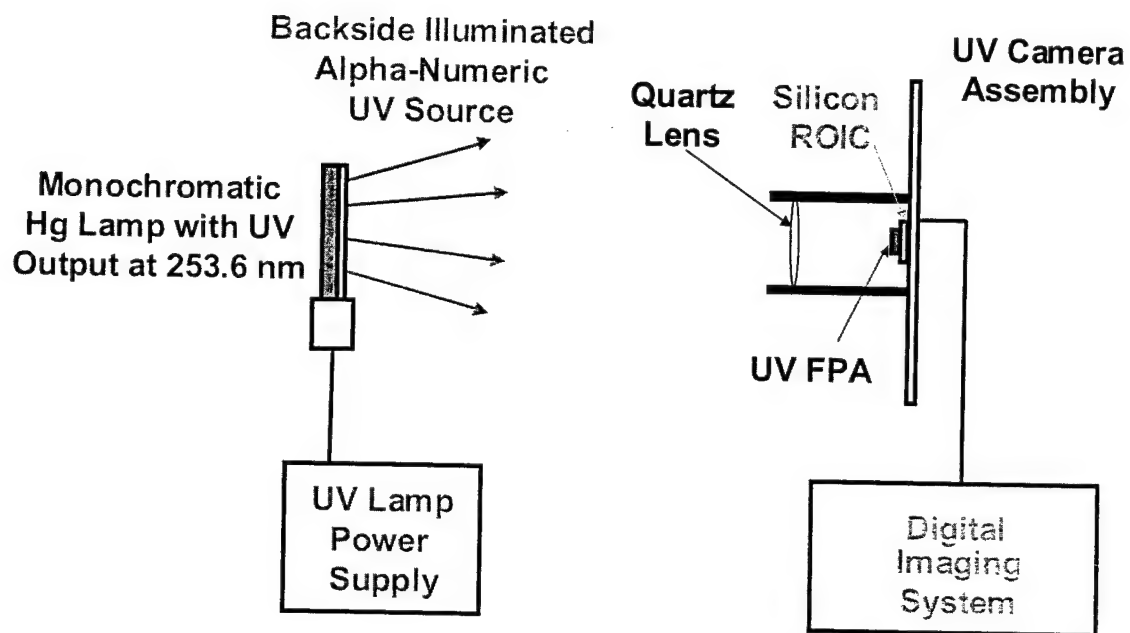 Backside Illuminated
Alpha-Numeric
UV Source
Monochromatic
Hg Lamp with UV
Output at 253.6 nm
UV Lamp
Power
Supply
Quartz
Lens
Silicon
ROIC
UV Camera
Assembly
UV FPA
Digital
Imaging
System